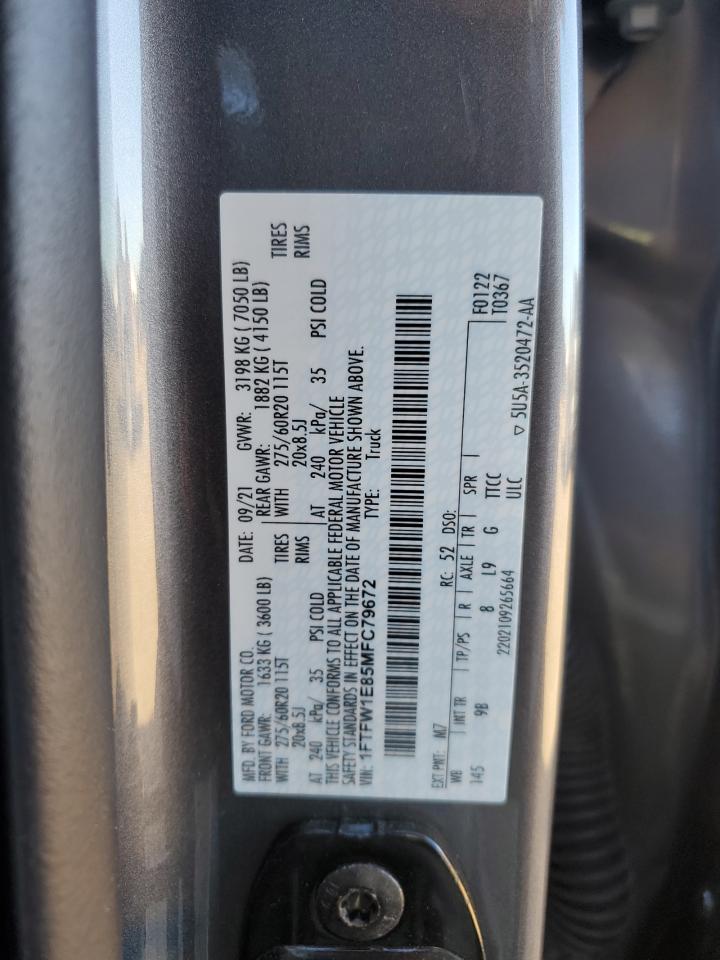 MFD. BY FORD MOTOR CO. DATE: 09/21 GVWR: 3198 KG ( 7050 LB)
FRONT GAWR: 1633 KG ( 3600 LB) REAR GAWR: 1882 KG ( 4150 LB)
WITH 275/60R20 115T TIRES WITH 275/60R20 115T TIRES
20x8.5J RIMS 20x8.5J RIMS
AT 240 kPa/ 35 PSI COLD AT 240 kPa/ 35 PSI COLD
THIS VEHICLE CONFORMS TO ALL APPLICABLE FEDERAL MOTOR VEHICLE
SAFETY STANDARDS IN EFFECT ON THE DATE OF MANUFACTURE SHOWN ABOVE.
VIN: 1FTFW1E85MFC79672 TYPE: Truck
EXT PNT: M7 RC: 52 DSO:
WB INT TR TP/PS R AXLE TR SPR F0122
145 9B 8 L9 G TTCC T0367
ULC
2202109265664 5U5A-3520472-AA